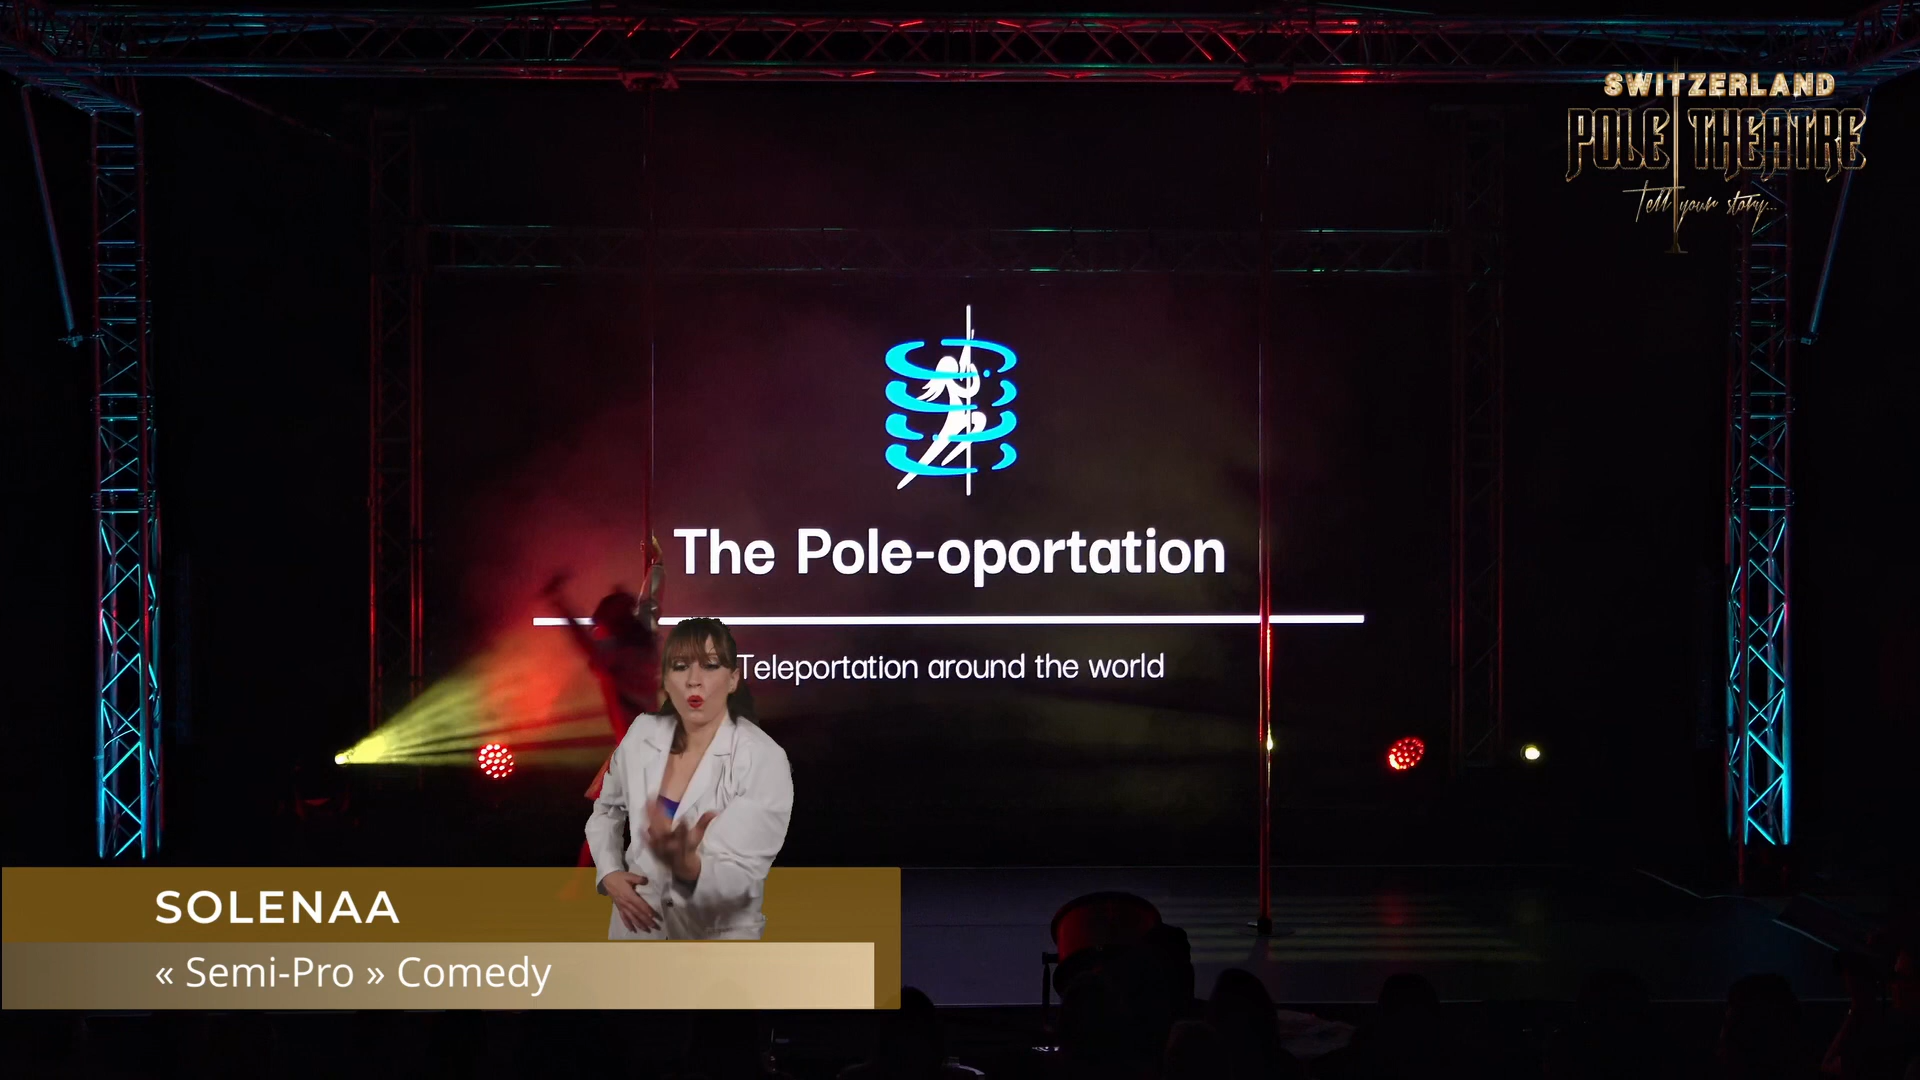 SWITZERLAND
POLE THEATRE
Tell your story...
The Pole-oportation
Teleportation around the world
SOLENAA
« Semi-Pro » Comedy